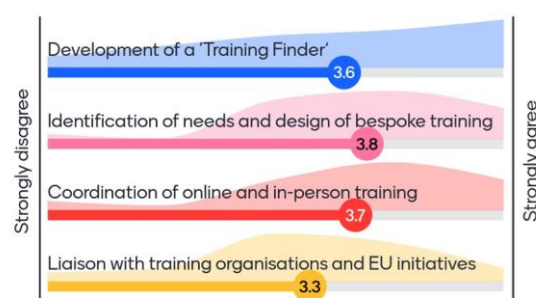 Development of a ‘Training Finder’
3.6
Identification of needs and design of bespoke training
3.8
Coordination of online and in-person training
3.7
Liaison with training organisations and EU initiatives
3.3
Strongly disagree
Strongly agree